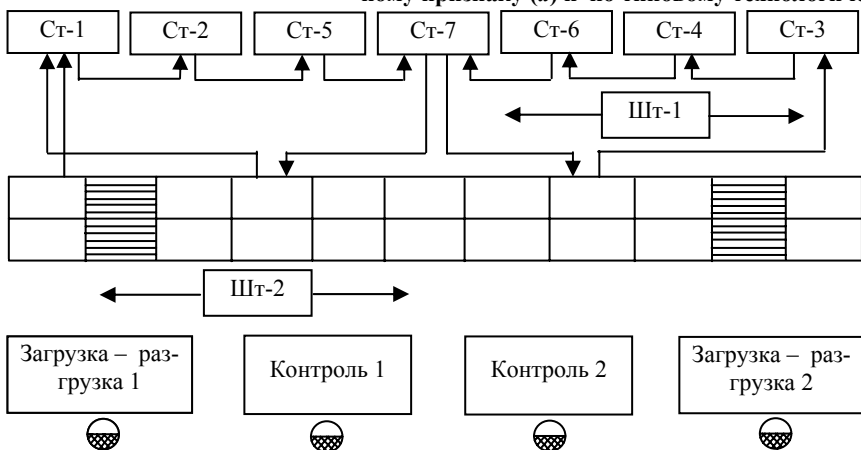 ному признаку (а) и по типовому технологич
Ст-1 Ст-2 Ст-5 Ст-7 Ст-6 Ст-4 Ст-3
Шт-1
Шт-2
Загрузка – раз-
грузка 1
Контроль 1
Контроль 2
Загрузка – раз-
грузка 2